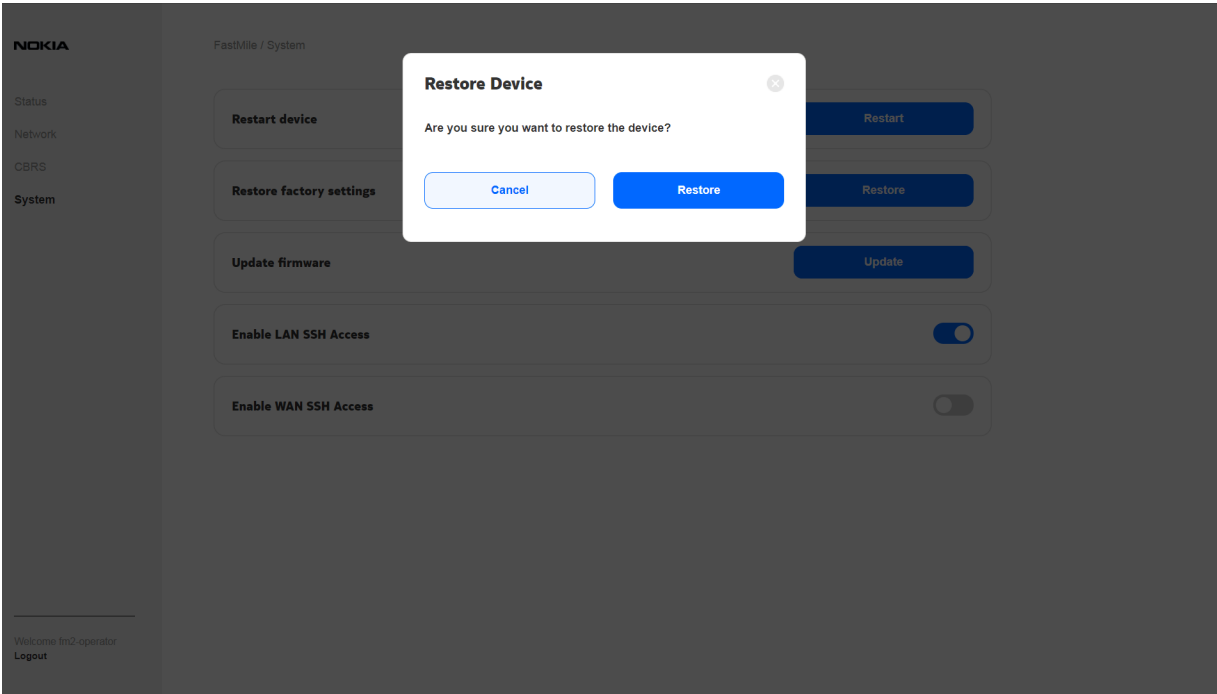 NOKIA
FastMile / System
Restore Device
Are you sure you want to restore the device?
Cancel
Restore
Status
Network
CBRS
System
Restart device
Restart
Restore factory settings
Restore
Update firmware
Update
Enable LAN SSH Access
Enable WAN SSH Access
Welcome fm2-operator
Logout